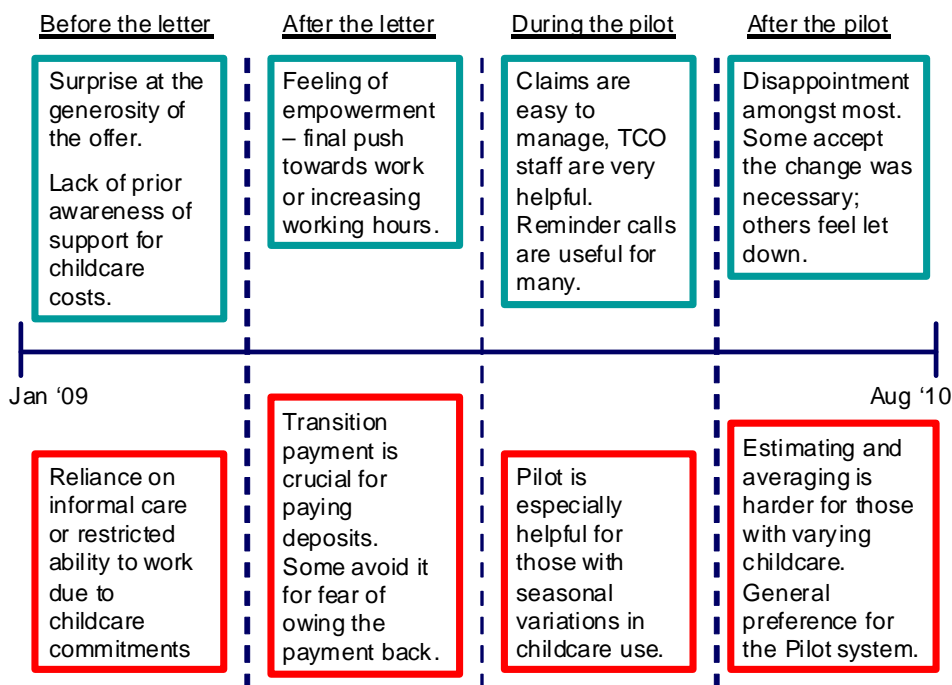 Before the letter
After the letter
During the pilot
After the pilot
Surprise at the
generosity of
the offer.
Lack of prior
awareness of
support for
childcare
costs.
Feeling of
empowerment
– final push
towards work
or increasing
working hours.
Claims are
easy to
manage, TCO
staff are very
helpful.
Reminder calls
are useful for
many.
Disappointment
amongst most.
Some accept
the change was
necessary;
others feel let
down.
Jan ‘09
Aug ’10
Reliance on
informal care
or restricted
ability to work
due to
childcare
commitments
Transition
payment is
crucial for
paying
deposits.
Some avoid it
for fear of
owing the
payment back.
Pilot is
especially
helpful for
those with
seasonal
variations in
childcare use.
Estimating and
averaging is
harder for those
with varying
childcare.
General
preference for
the Pilot system.